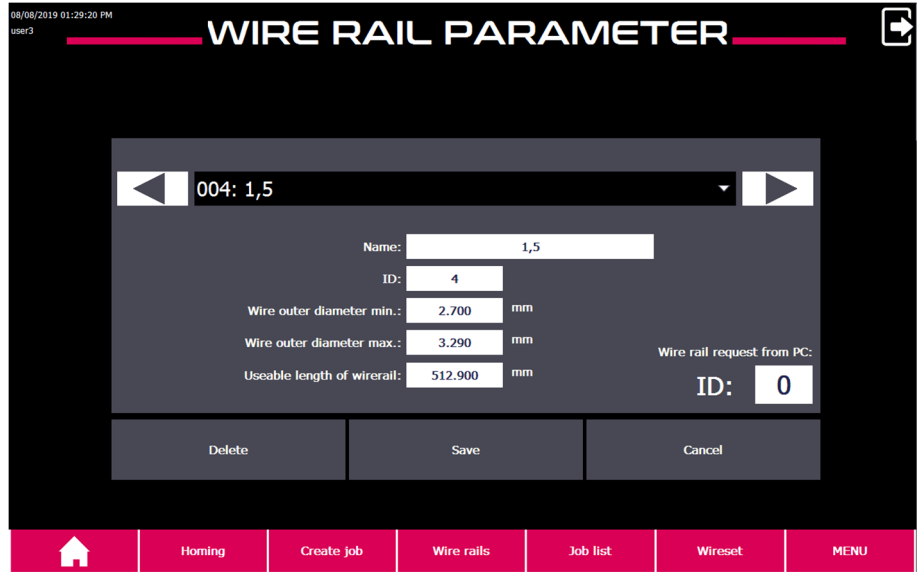 08/08/2019 01:29:20 PM
user3
WIRE RAIL PARAMETER
004: 1,5
Name: 1,5
ID: 4
Wire outer diameter min.: 2.700 mm
Wire outer diameter max.: 3.290 mm
Useable length of wirerail: 512.900 mm
Wire rail request from PC:
ID: 0
Delete Save Cancel
Homing Create job Wire rails Job list Wireset MENU